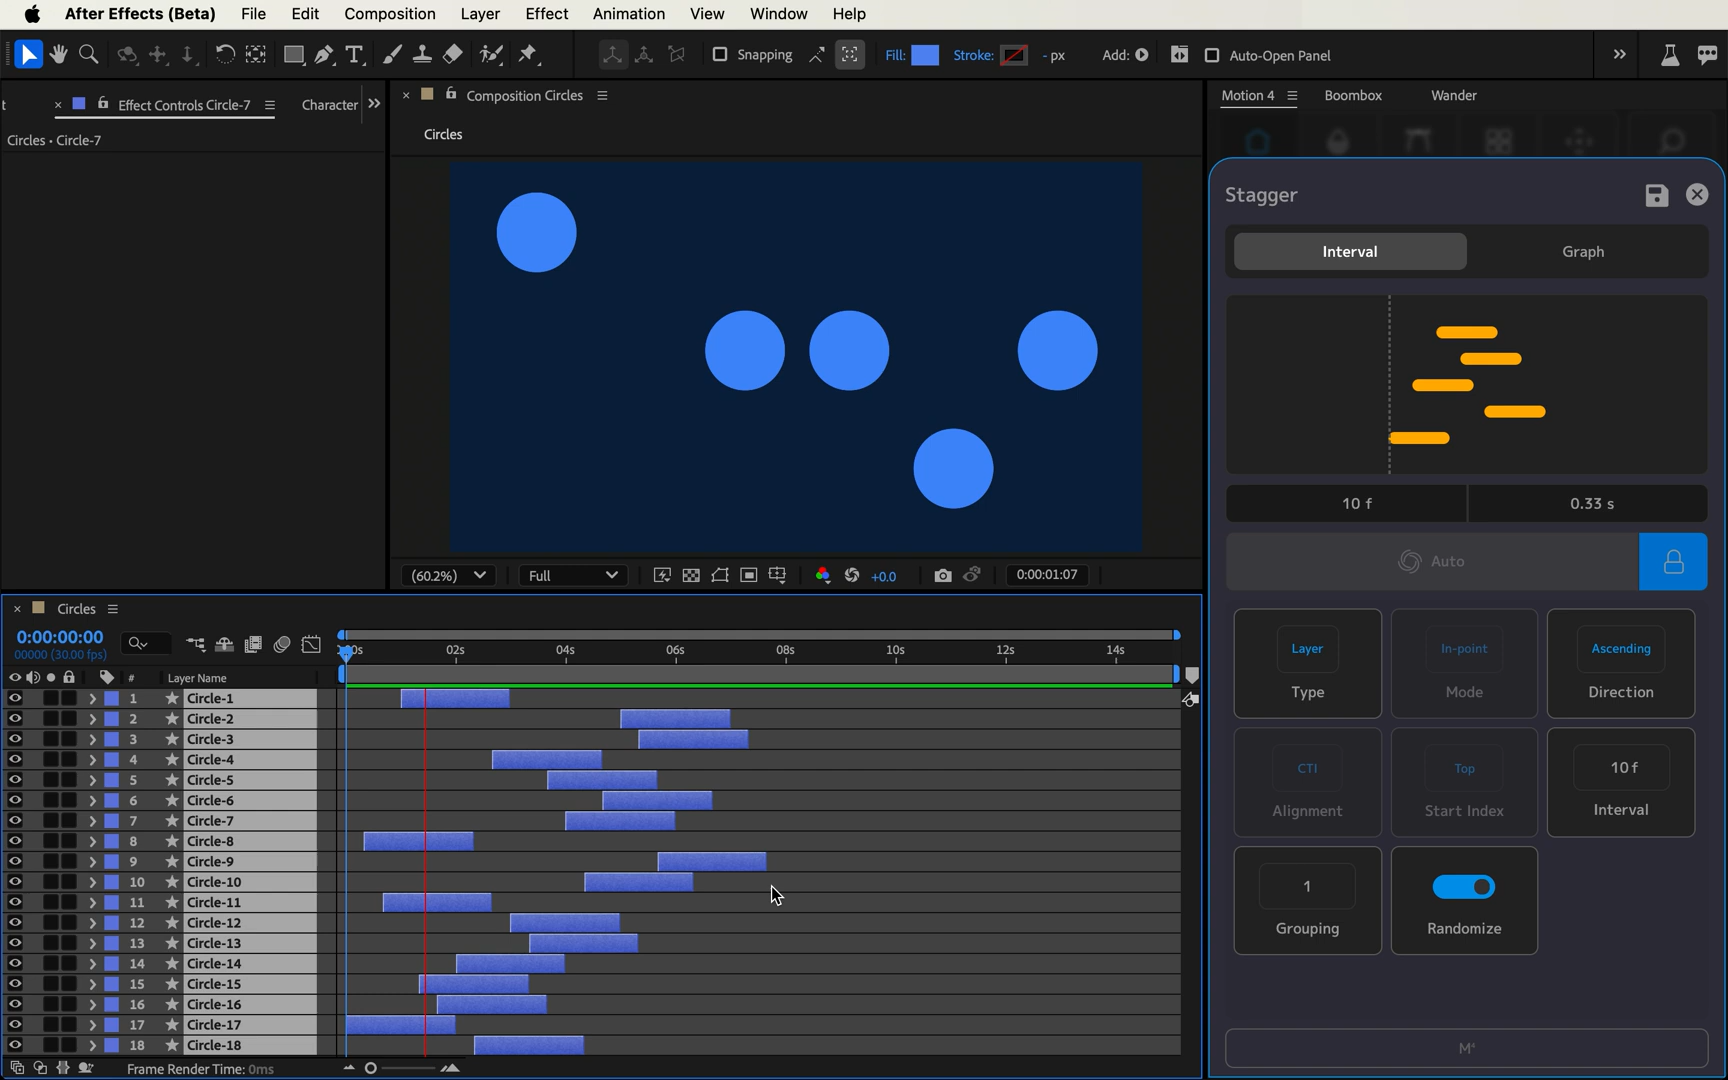 After Effects (Beta) File Edit Composition Layer Effect Animation View Window Help
Snapping Fill: Stroke: - px Add: Auto-Open Panel
t Effect Controls Circle-7 Character
Circles • Circle-7
Composition Circles
Circles
Motion 4 Boombox Wander
Stagger
Interval Graph
10 f 0.33 s
Auto
Layer In-point Ascending
Type Mode Direction
CTI Top 10 f
Alignment Start Index Interval
1
Grouping Randomize
M⁴
(60.2%) Full +0.0 0:00:01:07
Circles
0:00:00:00
00000 (30.00 fps)
02s 04s 06s 08s 10s 12s 14s
# Layer Name
1 Circle-1
2 Circle-2
3 Circle-3
4 Circle-4
5 Circle-5
6 Circle-6
7 Circle-7
8 Circle-8
9 Circle-9
10 Circle-10
11 Circle-11
12 Circle-12
13 Circle-13
14 Circle-14
15 Circle-15
16 Circle-16
17 Circle-17
18 Circle-18
Frame Render Time: 0ms